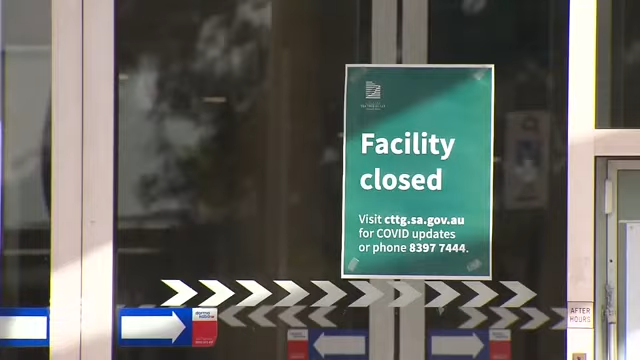 Facility
closed
Visit cttg.sa.gov.au
for COVID updates
or phone 8397 7444.
AFTER
HOURS